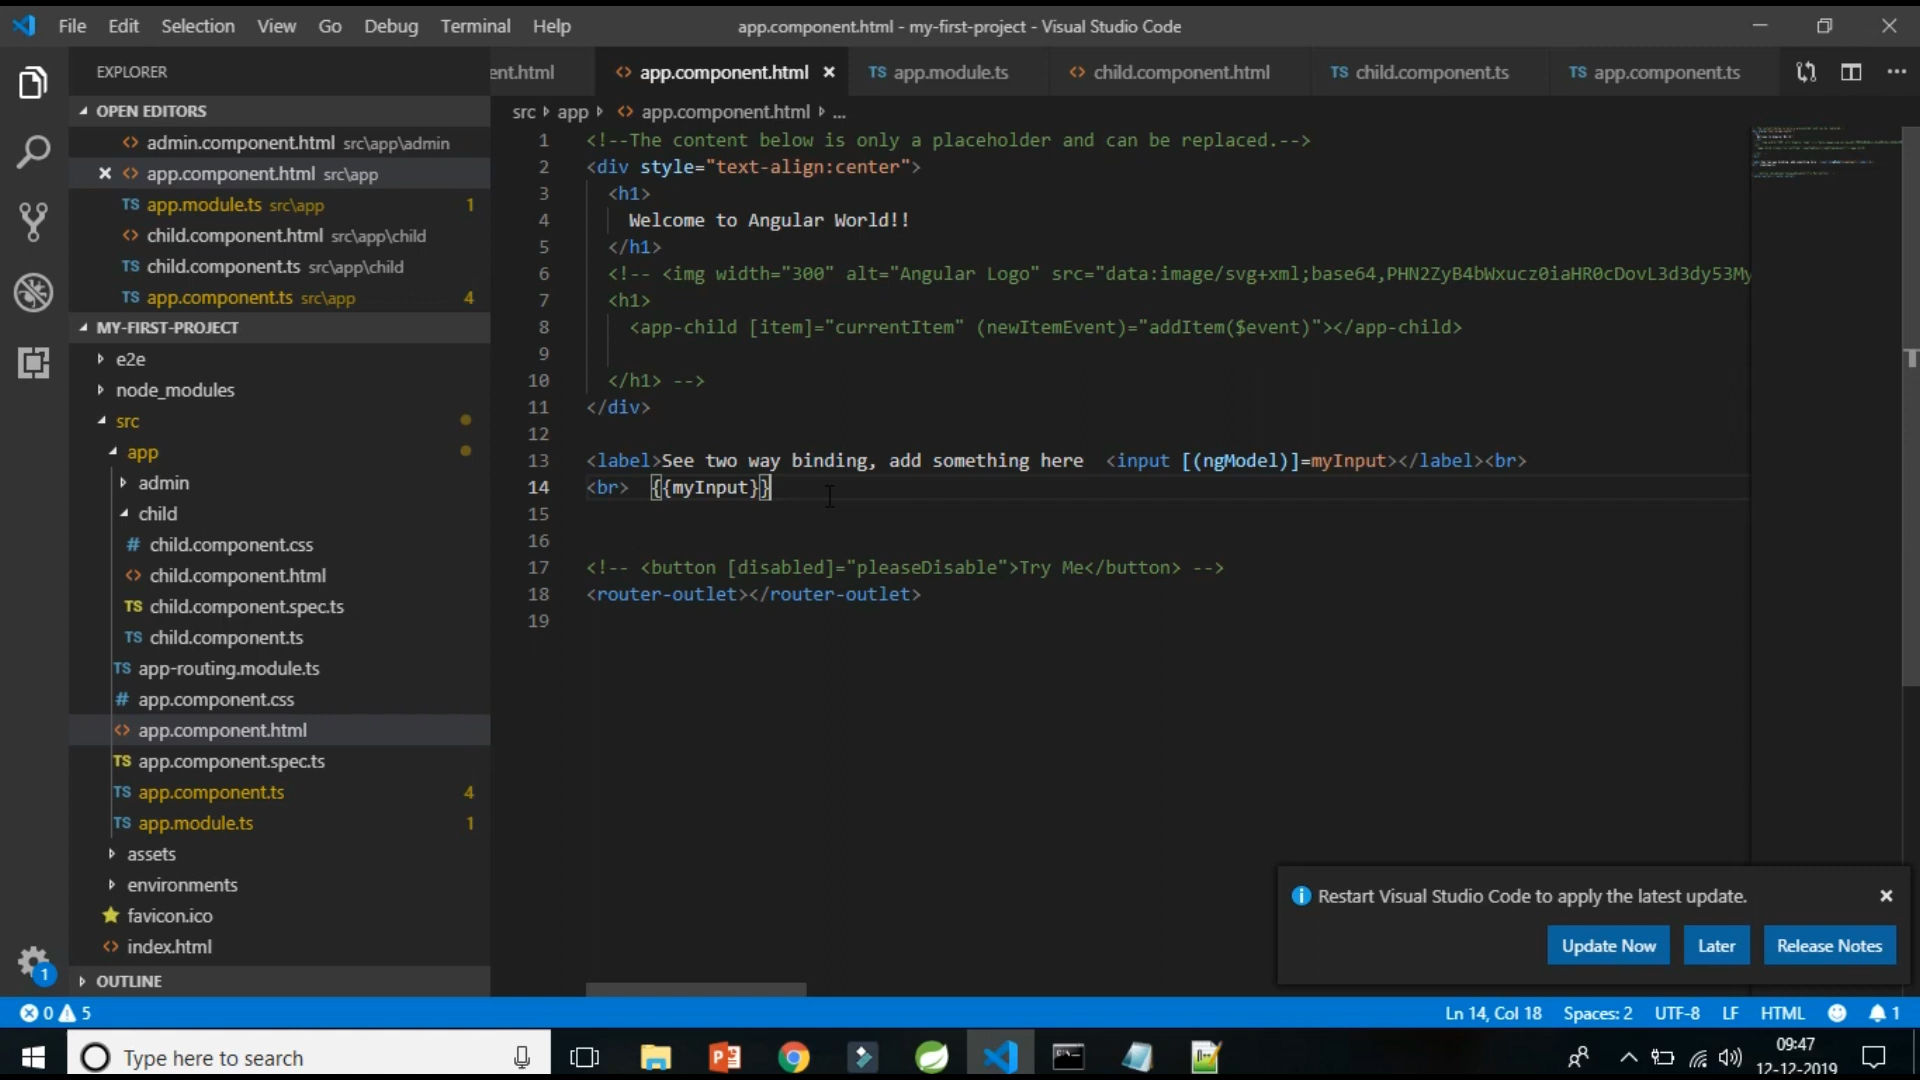 File Edit Selection View Go Debug Terminal Help
app.component.html - my-first-project - Visual Studio Code
EXPLORER
OPEN EDITORS
admin.component.html src\app\admin
app.component.html src\app
TS app.module.ts src\app 1
child.component.html src\app\child
TS child.component.ts src\app\child
TS app.component.ts src\app 4
MY-FIRST-PROJECT
e2e
node_modules
src
app
admin
child
# child.component.css
<> child.component.html
TS child.component.spec.ts
TS child.component.ts
TS app-routing.module.ts
# app.component.css
<> app.component.html
TS app.component.spec.ts
TS app.component.ts 4
TS app.module.ts 1
assets
environments
favicon.ico
<> index.html
OUTLINE
ent.html <> app.component.html TS app.module.ts <> child.component.html TS child.component.ts TS app.component.ts
src app <> app.component.html ...
1 <!--The content below is only a placeholder and can be replaced.-->
2 <div style="text-align:center">
3 <h1>
4 Welcome to Angular World!!
5 </h1>
6 <!-- <img width="300" alt="Angular Logo" src="data:image/svg+xml;base64,PHN2ZyB4bWxucz0iaHR0cDovL3d3dy53My
7 <h1>
8 <app-child [item]="currentItem" (newItemEvent)="addItem($event)"></app-child>
9
10 </h1> -->
11 </div>
12
13 <label>See two way binding, add something here <input [(ngModel)]=myInput></label><br>
14 <br> {{myInput}}
15
16
17 <!-- <button [disabled]="pleaseDisable">Try Me</button> -->
18 <router-outlet></router-outlet>
19
Restart Visual Studio Code to apply the latest update.
Update Now Later Release Notes
1
0 5 Ln 14, Col 18 Spaces: 2 UTF-8 LF HTML 1
Type here to search
09:47
12-12-2019